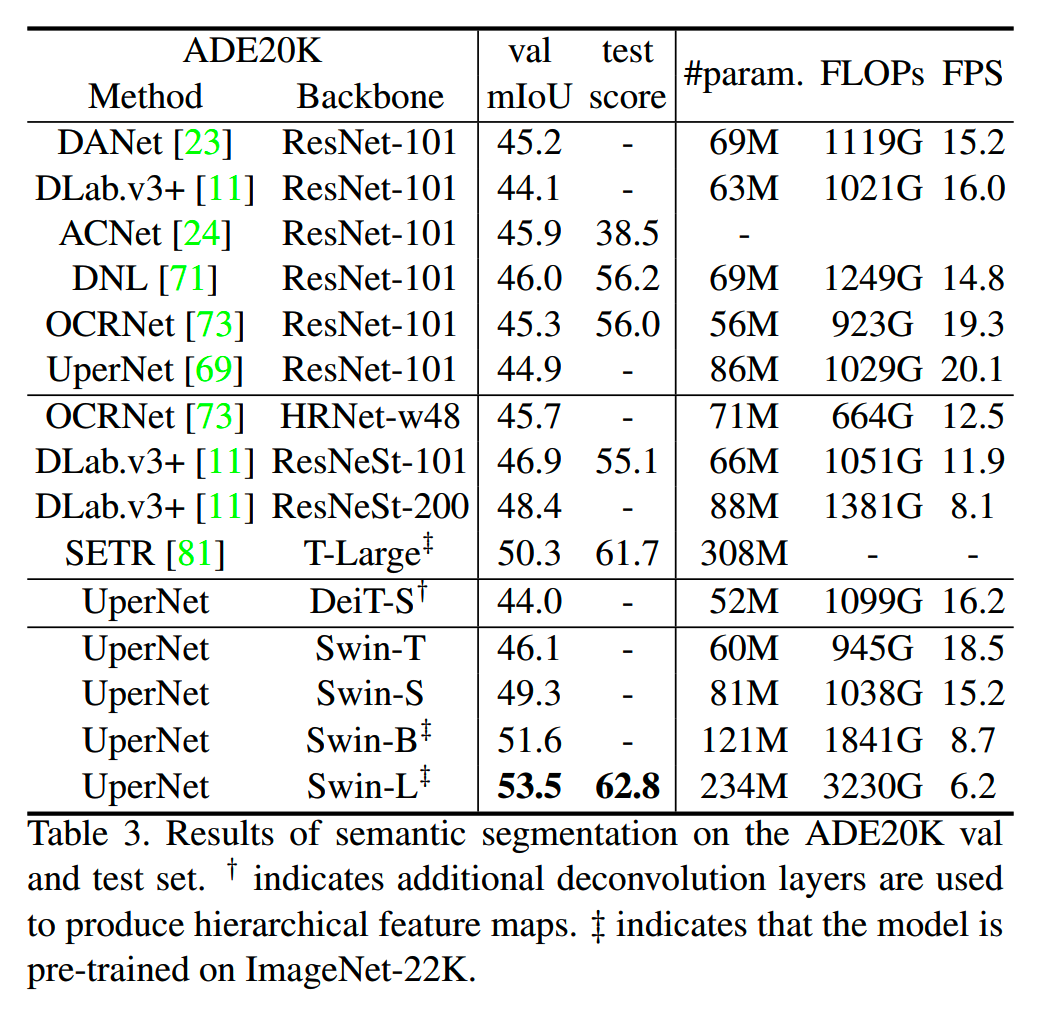 ADE20K val test #param. FLOPs FPS
Method Backbone mIoU score
DANet [23] ResNet-101 45.2 - 69M 1119G 15.2
DLab.v3+ [11] ResNet-101 44.1 - 63M 1021G 16.0
ACNet [24] ResNet-101 45.9 38.5 -
DNL [71] ResNet-101 46.0 56.2 69M 1249G 14.8
OCRNet [73] ResNet-101 45.3 56.0 56M 923G 19.3
UperNet [69] ResNet-101 44.9 - 86M 1029G 20.1
OCRNet [73] HRNet-w48 45.7 - 71M 664G 12.5
DLab.v3+ [11] ResNeSt-101 46.9 55.1 66M 1051G 11.9
DLab.v3+ [11] ResNeSt-200 48.4 - 88M 1381G 8.1
SETR [81] T-Large‡ 50.3 61.7 308M - -
UperNet DeiT-S† 44.0 - 52M 1099G 16.2
UperNet Swin-T 46.1 - 60M 945G 18.5
UperNet Swin-S 49.3 - 81M 1038G 15.2
UperNet Swin-B‡ 51.6 - 121M 1841G 8.7
UperNet Swin-L‡ 53.5 62.8 234M 3230G 6.2
Table 3. Results of semantic segmentation on the ADE20K val
and test set. † indicates additional deconvolution layers are used
to produce hierarchical feature maps. ‡ indicates that the model is
pre-trained on ImageNet-22K.